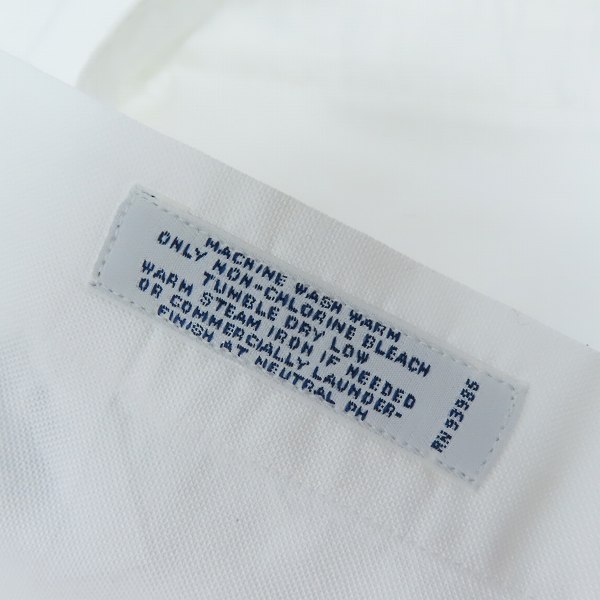 MACHINE WASH WARM
ONLY NON-CHLORINE BLEACH
TUMBLE DRY LOW
WARM STEAM IRON IF NEEDED
OR COMMERCIALLY LAUNDER-
FINISH AT NEUTRAL PH
RN 93986